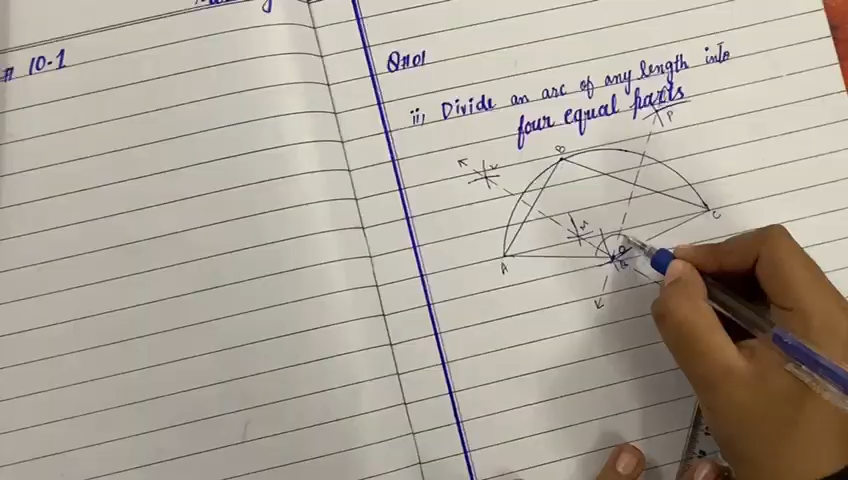 # 10-1
Q#01
ii, Divide an arc of any length into
four equal parts
P
B
C
A